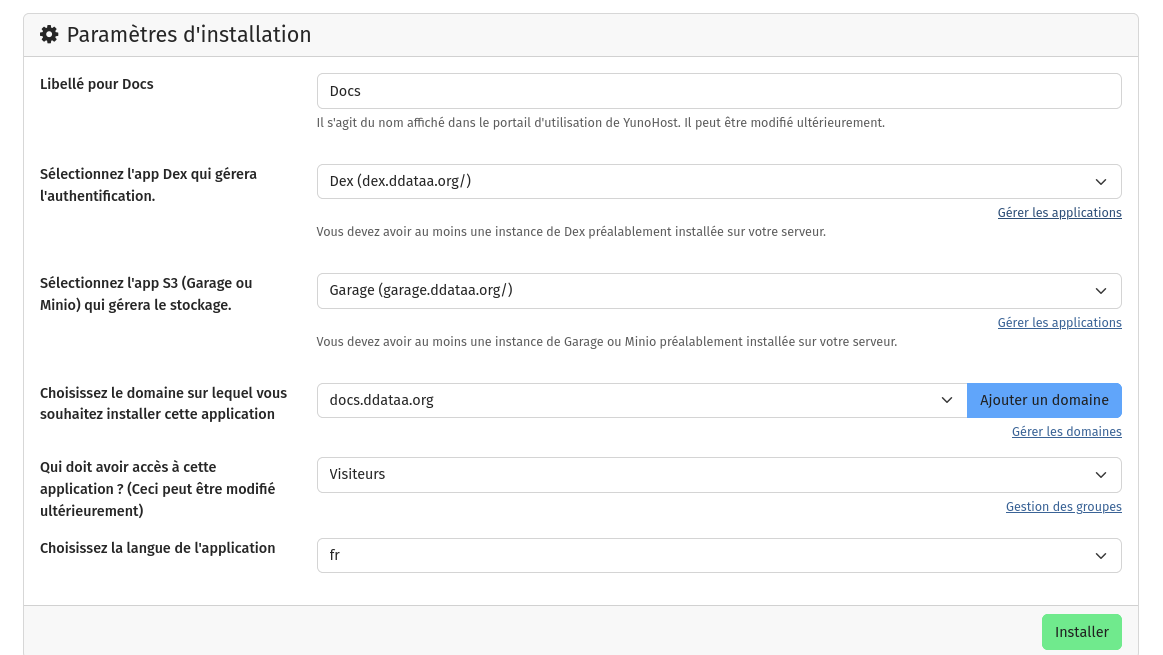 Paramètres d'installation
Libellé pour Docs
Docs
Il s'agit du nom affiché dans le portail d'utilisation de YunoHost. Il peut être modifié ultérieurement.
Sélectionnez l'app Dex qui gérera
l'authentification.
Dex (dex.ddataa.org/)
Gérer les applications
Vous devez avoir au moins une instance de Dex préalablement installée sur votre serveur.
Sélectionnez l'app S3 (Garage ou
Minio) qui gérera le stockage.
Garage (garage.ddataa.org/)
Gérer les applications
Vous devez avoir au moins une instance de Garage ou Minio préalablement installée sur votre serveur.
Choisissez le domaine sur lequel vous
souhaitez installer cette application
docs.ddataa.org
Ajouter un domaine
Gérer les domaines
Qui doit avoir accès à cette
application ? (Ceci peut être modifié
ultérieurement)
Visiteurs
Gestion des groupes
Choisissez la langue de l'application
fr
Installer